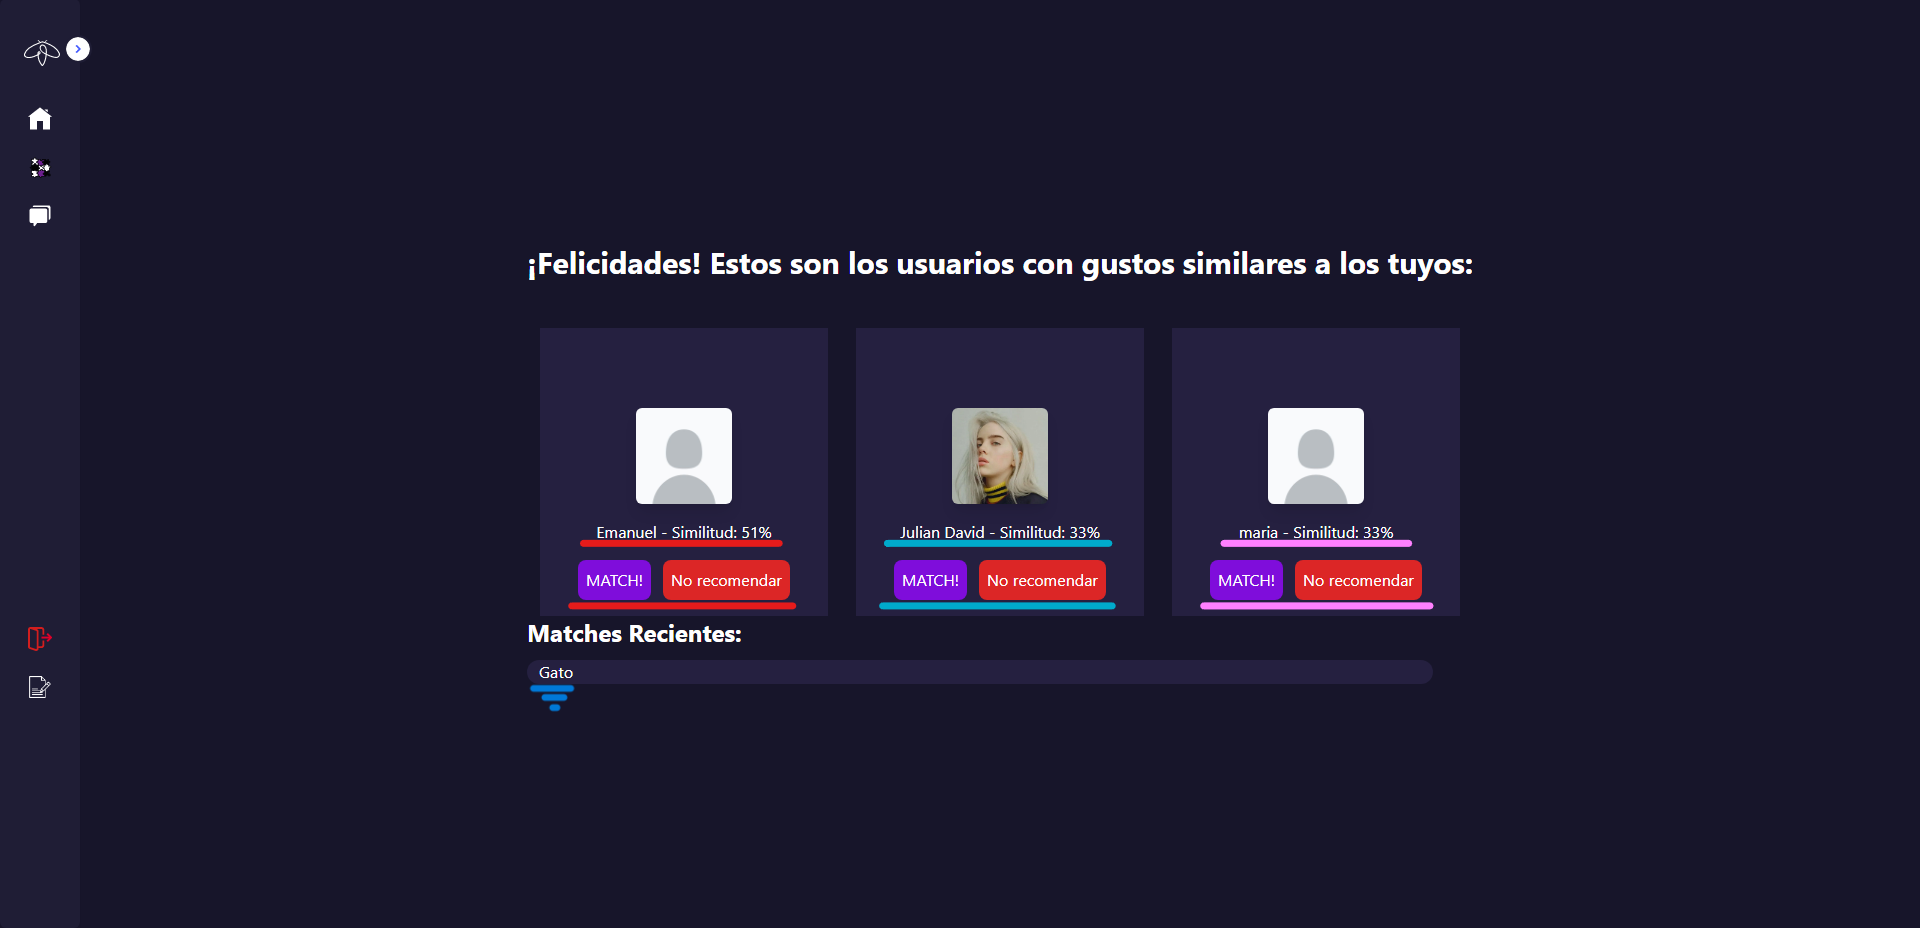 ¡Felicidades! Estos son los usuarios con gustos similares a los tuyos:
Emanuel - Similitud: 51%
MATCH! No recomendar
Julian David - Similitud: 33%
MATCH! No recomendar
maria - Similitud: 33%
MATCH! No recomendar
Matches Recientes:
Gato